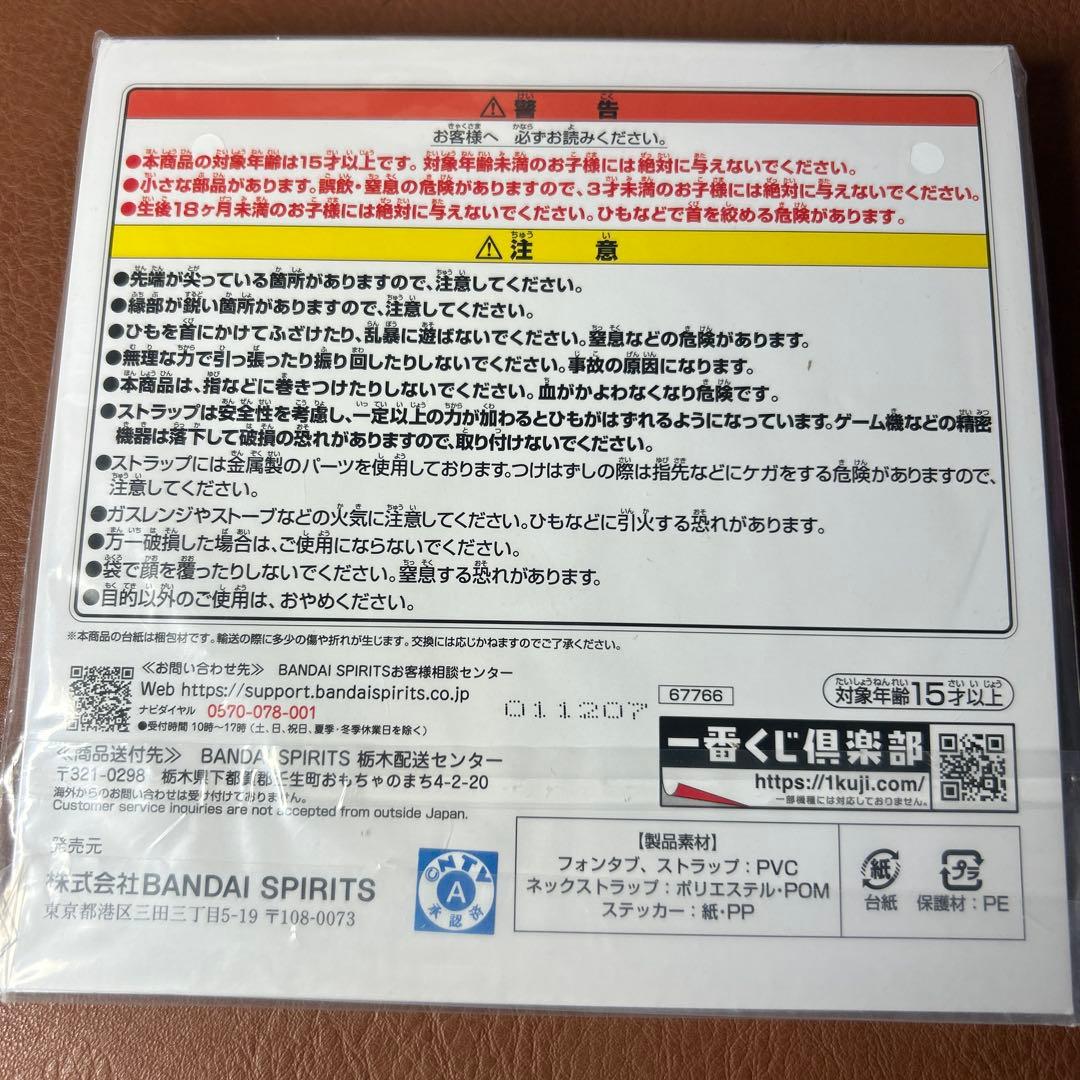 ⚠警告
お客様へ 必ずお読みください。
●本商品の対象年齢は15才以上です。対象年齢未満のお子様には絶対に与えないでください。
●小さな部品があります。誤飲・窒息の危険がありますので、3才未満のお子様には絶対に与えないでください。
●生後18ヶ月未満のお子様には絶対に与えないでください。ひもなどで首を絞める危険があります。
⚠注意
●先端が尖っている箇所がありますので、注意してください。
●縁部が鋭い箇所がありますので、注意してください。
●ひもを首にかけてふざけたり、乱暴に遊ばないでください。窒息などの危険があります。
●無理な力で引っ張ったり振り回したりしないでください。事故の原因になります。
●本商品は、指などに巻きつけたりしないでください。血がかよわなくなり危険です。
●ストラップは安全性を考慮し、一定以上の力が加わるとひもがはずれるようになっています。ゲーム機などの精密
機器は落下して破損の恐れがありますので、取り付けないでください。
●ストラップには金属製のパーツを使用しております。つけはずしの際は指先などにケガをする危険がありますので、
注意してください。
●ガスレンジやストーブなどの火気に注意してください。ひもなどに引火する恐れがあります。
●万一破損した場合は、ご使用にならないでください。
●袋で顔を覆ったりしないでください。窒息する恐れがあります。
●目的以外のご使用は、おやめください。
※本商品の台紙は梱包材です。輸送の際に多少の傷や折れが生じます。交換には応じかねますのでご了承ください。
≪お問い合わせ先≫ BANDAI SPIRITSお客様相談センター
Web https://support.bandaispirits.co.jp
ナビダイヤル 0570-078-001
●受付時間 10時〜17時(土、日、祝日、夏季・冬季休業日を除く)
011207
67766
対象年齢15才以上
≪商品送付先≫ BANDAI SPIRITS 栃木配送センター
〒321-0298 栃木県下都賀郡壬生町おもちゃのまち4-2-20
海外からのお問い合わせは受け付けておりません。
Customer service inquiries are not accepted from outside Japan.
一番くじ倶楽部
https://1kuji.com/
一部機種には対応しておりません。
発売元
株式会社BANDAI SPIRITS
東京都港区三田三丁目5-19 〒108-0073
©NTV
A
承認済
【製品素材】
フォンタブ、ストラップ:PVC
ネックストラップ:ポリエステル・POM
ステッカー:紙・PP
紙
台紙
プラ
保護材:PE